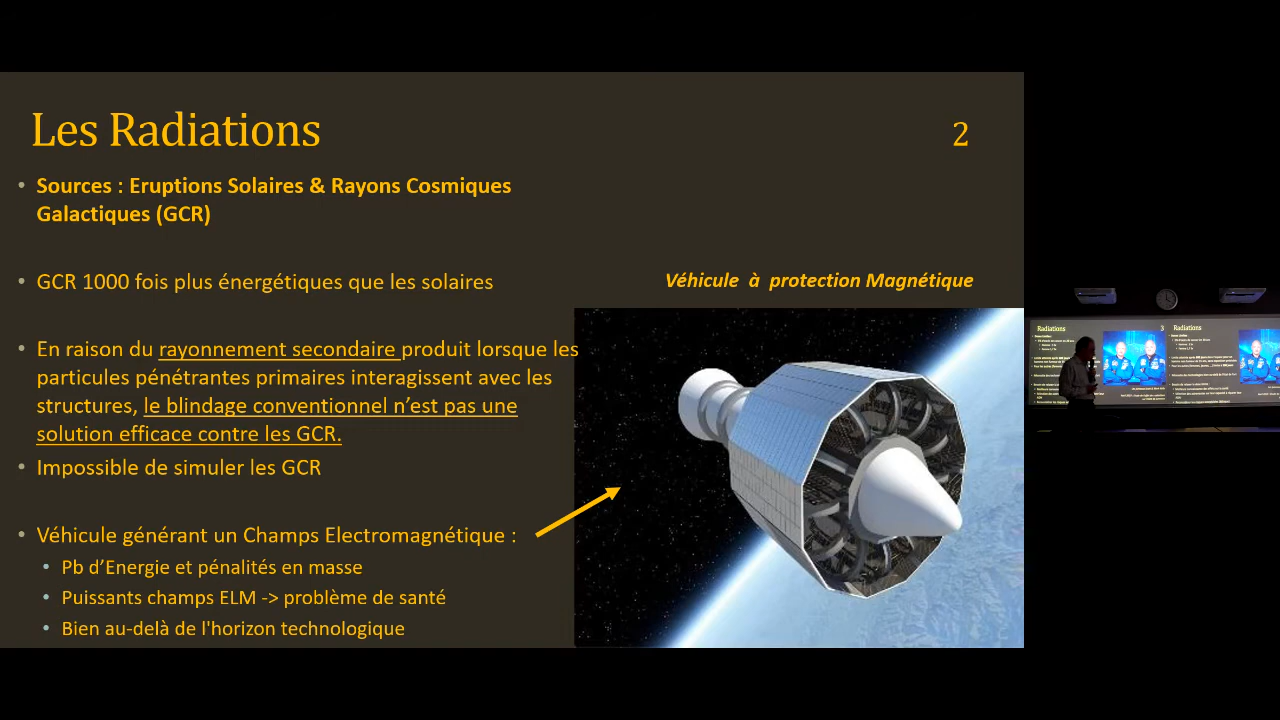 Les Radiations
2
Sources : Eruptions Solaires & Rayons Cosmiques
Galactiques (GCR)
GCR 1000 fois plus énergétiques que les solaires
Véhicule à protection Magnétique
En raison du rayonnement secondaire produit lorsque les
particules pénétrantes primaires interagissent avec les
structures, le blindage conventionnel n’est pas une
solution efficace contre les GCR.
Impossible de simuler les GCR
Véhicule générant un Champs Electromagnétique :
Pb d’Energie et pénalités en masse
Puissants champs ELM -> problème de santé
Bien au-delà de l'horizon technologique
Radiations
3
Radiations